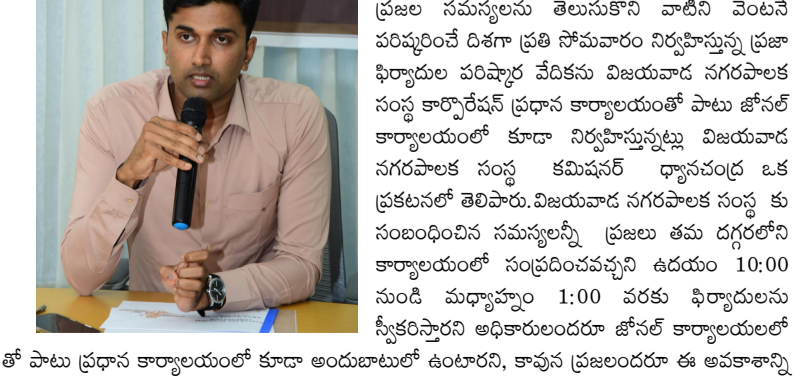 ప్రజల సమస్యలను తెలుసుకొని వాటిని వెంటనే
పరిష్కరించే దిశగా ప్రతి సోమవారం నిర్వహిస్తున్న ప్రజా
ఫిర్యాదుల పరిష్కార వేదికను విజయవాడ నగరపాలక
సంస్థ కార్పొరేషన్ ప్రధాన కార్యాలయంతో పాటు జోనల్
కార్యాలయంలో కూడా నిర్వహిస్తున్నట్లు విజయవాడ
నగరపాలక సంస్థ కమిషనర్ ధ్యానచంద్ర ఒక
ప్రకటనలో తెలిపారు.విజయవాడ నగరపాలక సంస్థ కు
సంబంధించిన సమస్యలన్నీ ప్రజలు తమ దగ్గరలోని
కార్యాలయంలో సంప్రదించవచ్చని ఉదయం 10:00
నుండి మధ్యాహ్నం 1:00 వరకు ఫిర్యాదులను
స్వీకరిస్తారని అధికారులందరూ జోనల్ కార్యాలయలలో
తో పాటు ప్రధాన కార్యాలయంలో కూడా అందుబాటులో ఉంటారని, కావున ప్రజలందరూ ఈ అవకాశాన్ని